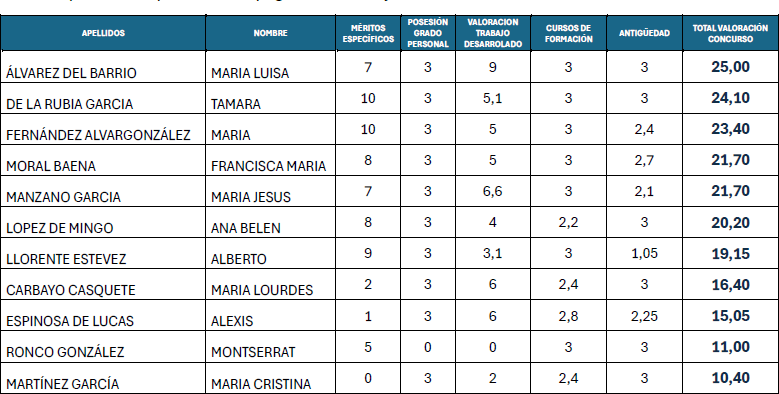 APELLIDOS NOMBRE MÉRITOS ESPECÍFICOS POSESIÓN GRADO PERSONAL VALORACION TRABAJO DESARROLLADO CURSOS DE FORMACIÓN ANTIGÜEDAD TOTAL VALORACIÓN CONCURSO
ÁLVAREZ DEL BARRIO MARIA LUISA 7 3 9 3 3 25,00
DE LA RUBIA GARCIA TAMARA 10 3 5,1 3 3 24,10
FERNÁNDEZ ALVARGONZÁLEZ MARIA 10 3 5 3 2,4 23,40
MORAL BAENA FRANCISCA MARIA 8 3 5 3 2,7 21,70
MANZANO GARCIA MARIA JESUS 7 3 6,6 3 2,1 21,70
LOPEZ DE MINGO ANA BELEN 8 3 4 2,2 3 20,20
LLORENTE ESTEVEZ ALBERTO 9 3 3,1 3 1,05 19,15
CARBAYO CASQUETE MARIA LOURDES 2 3 6 2,4 3 16,40
ESPINOSA DE LUCAS ALEXIS 1 3 6 2,8 2,25 15,05
RONCO GONZÁLEZ MONTSERRAT 5 0 0 3 3 11,00
MARTÍNEZ GARCÍA MARIA CRISTINA 0 3 2 2,4 3 10,40